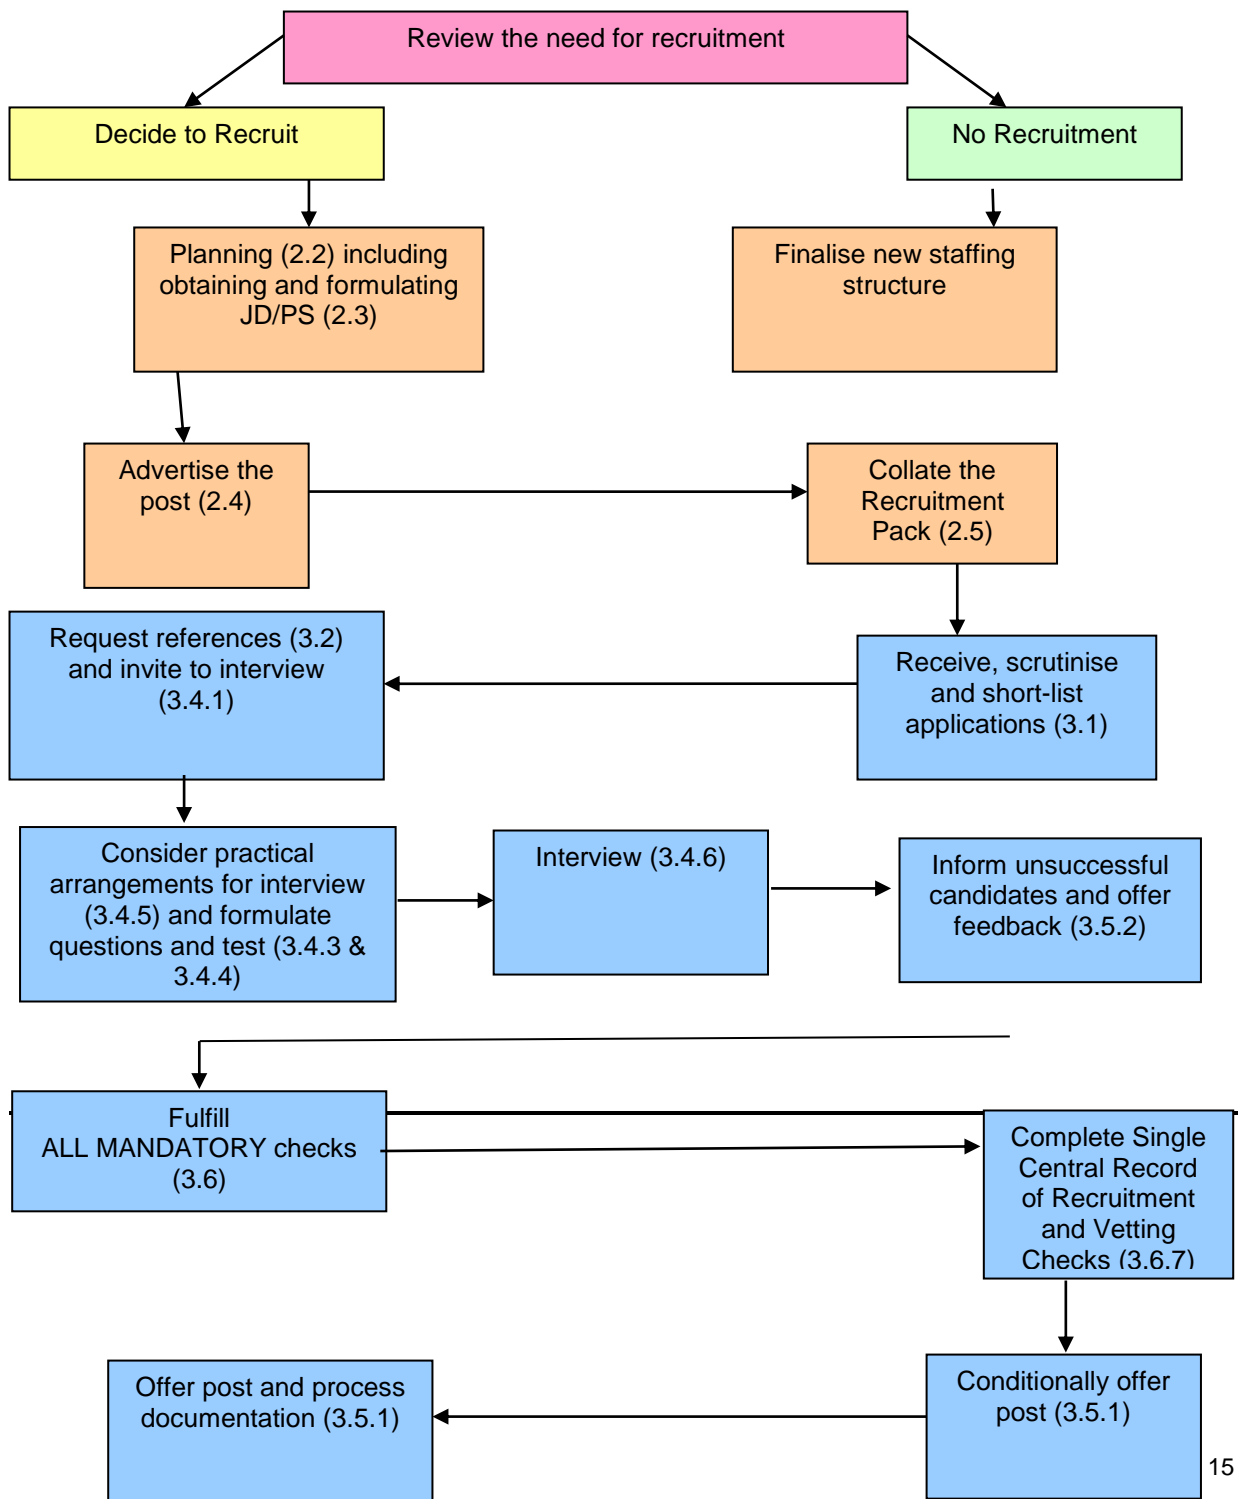 Review the need for recruitment
Decide to Recruit
No Recruitment
Planning (2.2) including
obtaining and formulating
JD/PS (2.3)
Finalise new staffing
structure
Advertise the
post (2.4)
Collate the
Recruitment
Pack (2.5)
Request references (3.2)
and invite to interview
(3.4.1)
Receive, scrutinise
and short-list
applications (3.1)
Consider practical
arrangements for interview
(3.4.5) and formulate
questions and test (3.4.3 &
3.4.4)
Interview (3.4.6)
Inform unsuccessful
candidates and offer
feedback (3.5.2)
Fulfill
ALL MANDATORY checks
(3.6)
Complete Single
Central Record
of Recruitment
and Vetting
Checks (3.6.7)
Offer post and process
documentation (3.5.1)
Conditionally offer
post (3.5.1)
15